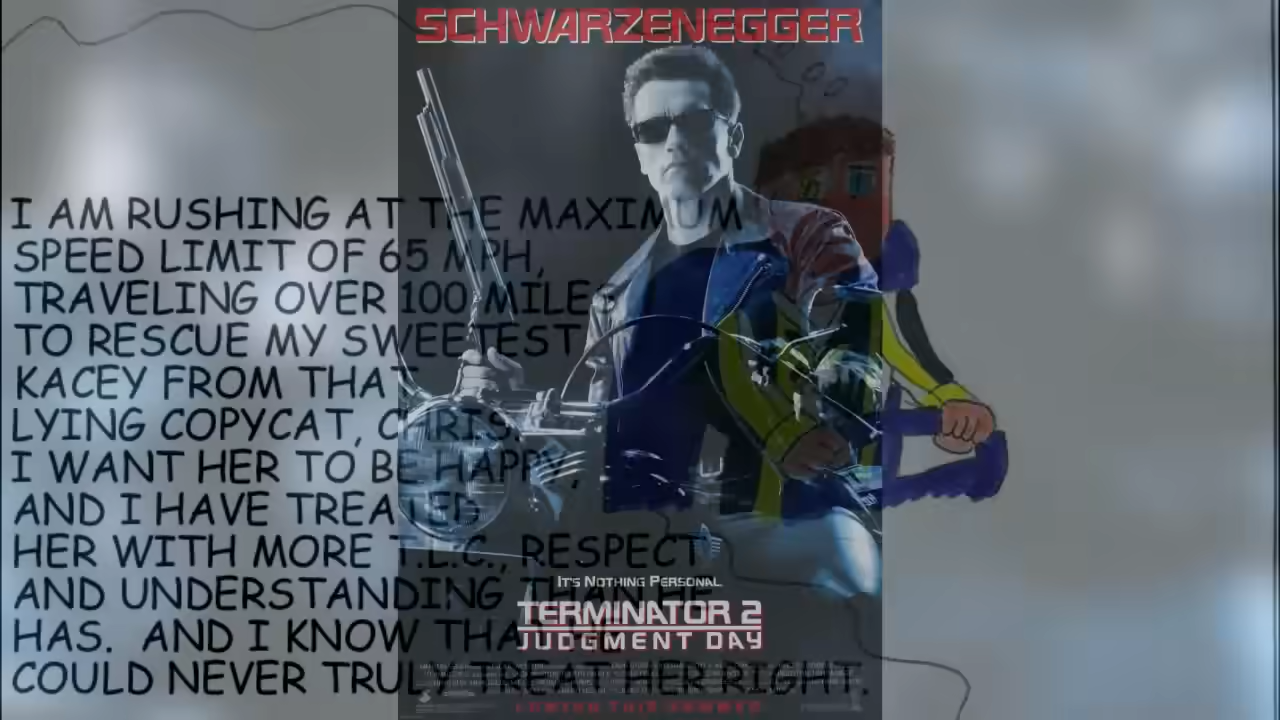 SCHWARZENEGGER
I AM RUSHING AT THE MAXIMUM
SPEED LIMIT OF 65 MPH,
TRAVELING OVER 100 MILES
TO RESCUE MY SWEETEST
KACEY FROM THAT
LYING COPYCAT, CHRIS.
I WANT HER TO BE HAPPY,
AND I HAVE TREATED
HER WITH MORE T.L.C., RESPECT
AND UNDERSTANDING THAN HE
HAS. AND I KNOW THAT HE
COULD NEVER TRULY TREAT HER RIGHT.
IT'S NOTHING PERSONAL.
TERMINATOR 2
JUDGMENT DAY
COMING THIS SUMMER